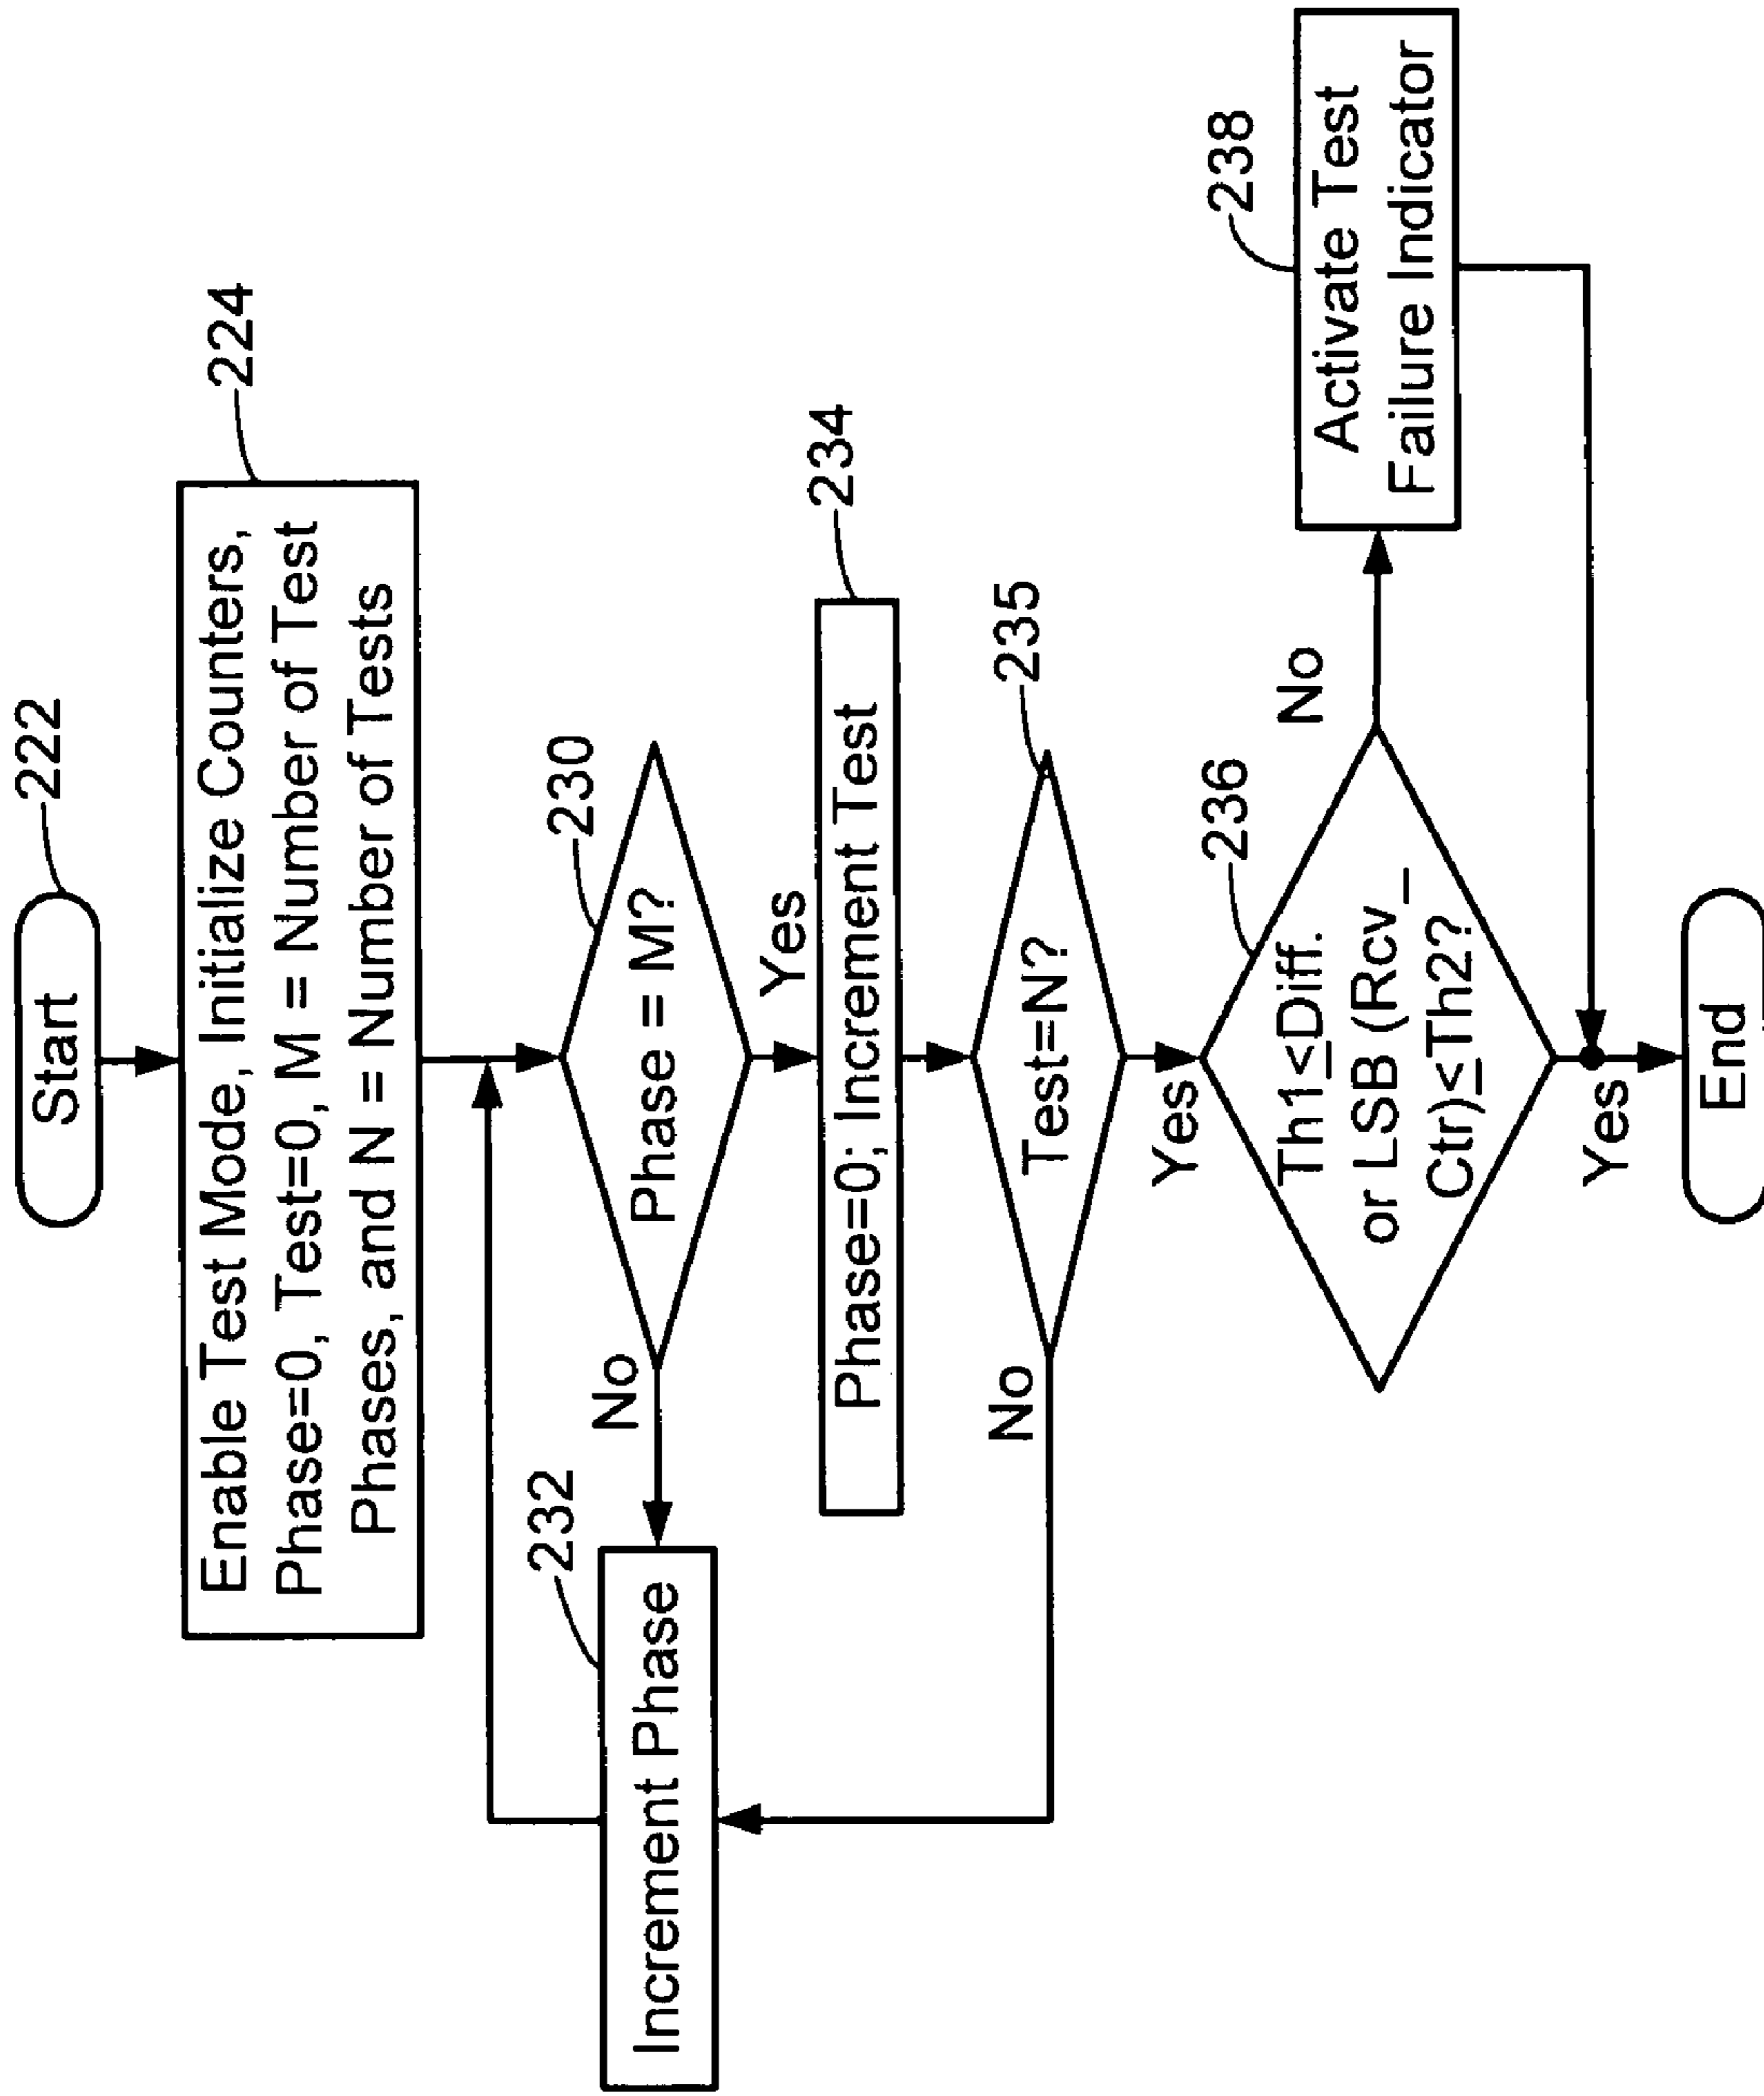 Start
222
Enable Test Mode, Initialize Counters,
Phase=0, Test=0, M = Number of Test
Phases, and N = Number of Tests
224
Phase = M?
230
No
Yes
Increment Phase
232
Phase=0; Increment Test
234
Test=N?
235
No
Yes
Th1≤Diff.
or LSB (Rcv_
Ctr)≤Th2?
236
No
Yes
Activate Test
Failure Indicator
238
End